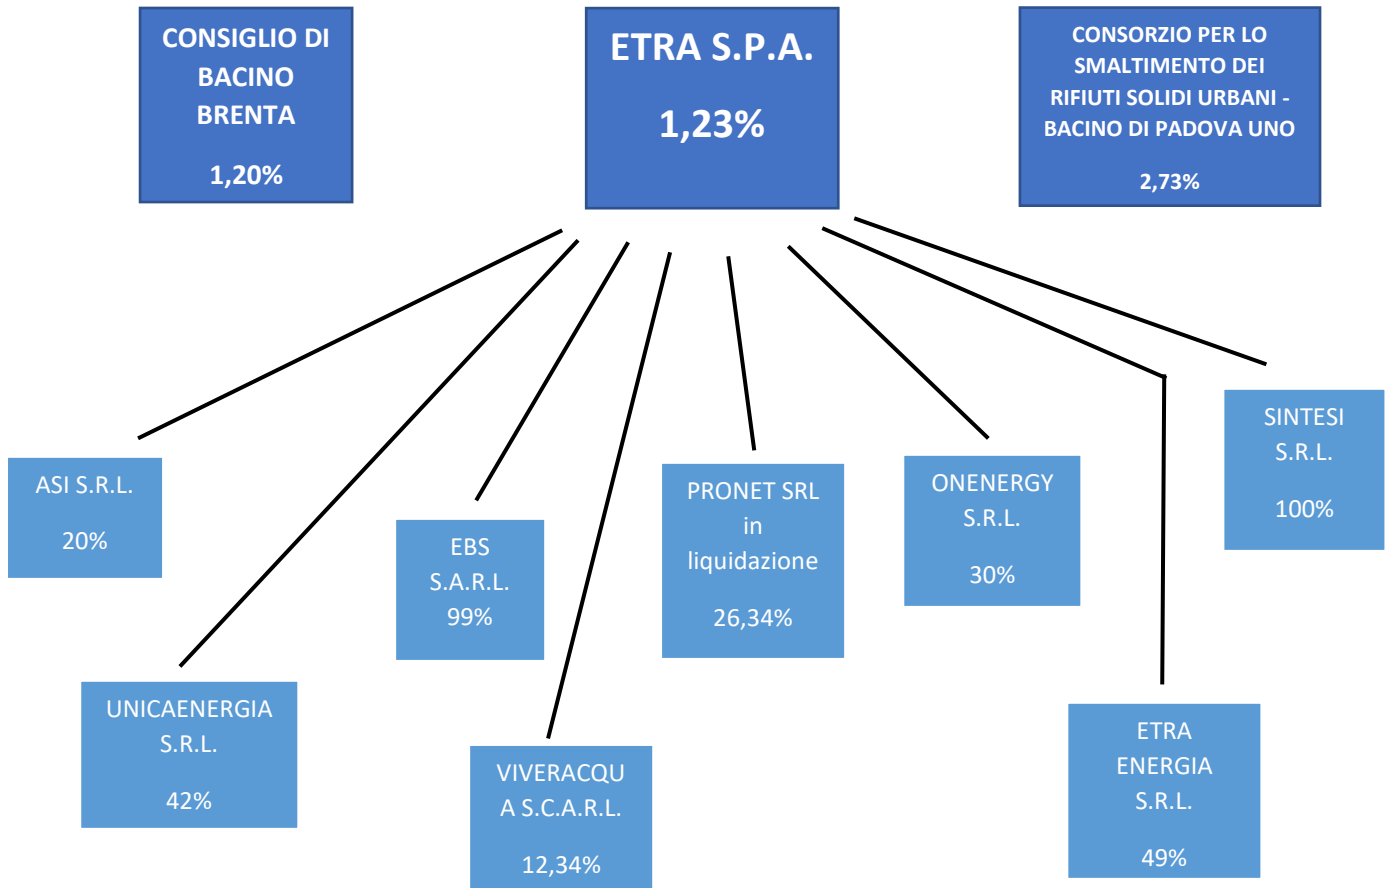 CONSIGLIO DI
BACINO
BRENTA
1,20%
ETRA S.P.A.
1,23%
CONSORZIO PER LO
SMALTIMENTO DEI
RIFIUTI SOLIDI URBANI -
BACINO DI PADOVA UNO
2,73%
ASI S.R.L.
20%
UNICAENERGIA
S.R.L.
42%
EBS
S.A.R.L.
99%
VIVERACQU
A S.C.A.R.L.
12,34%
PRONET SRL
in
liquidazione
26,34%
ONENERGY
S.R.L.
30%
ETRA
ENERGIA
S.R.L.
49%
SINTESI
S.R.L.
100%